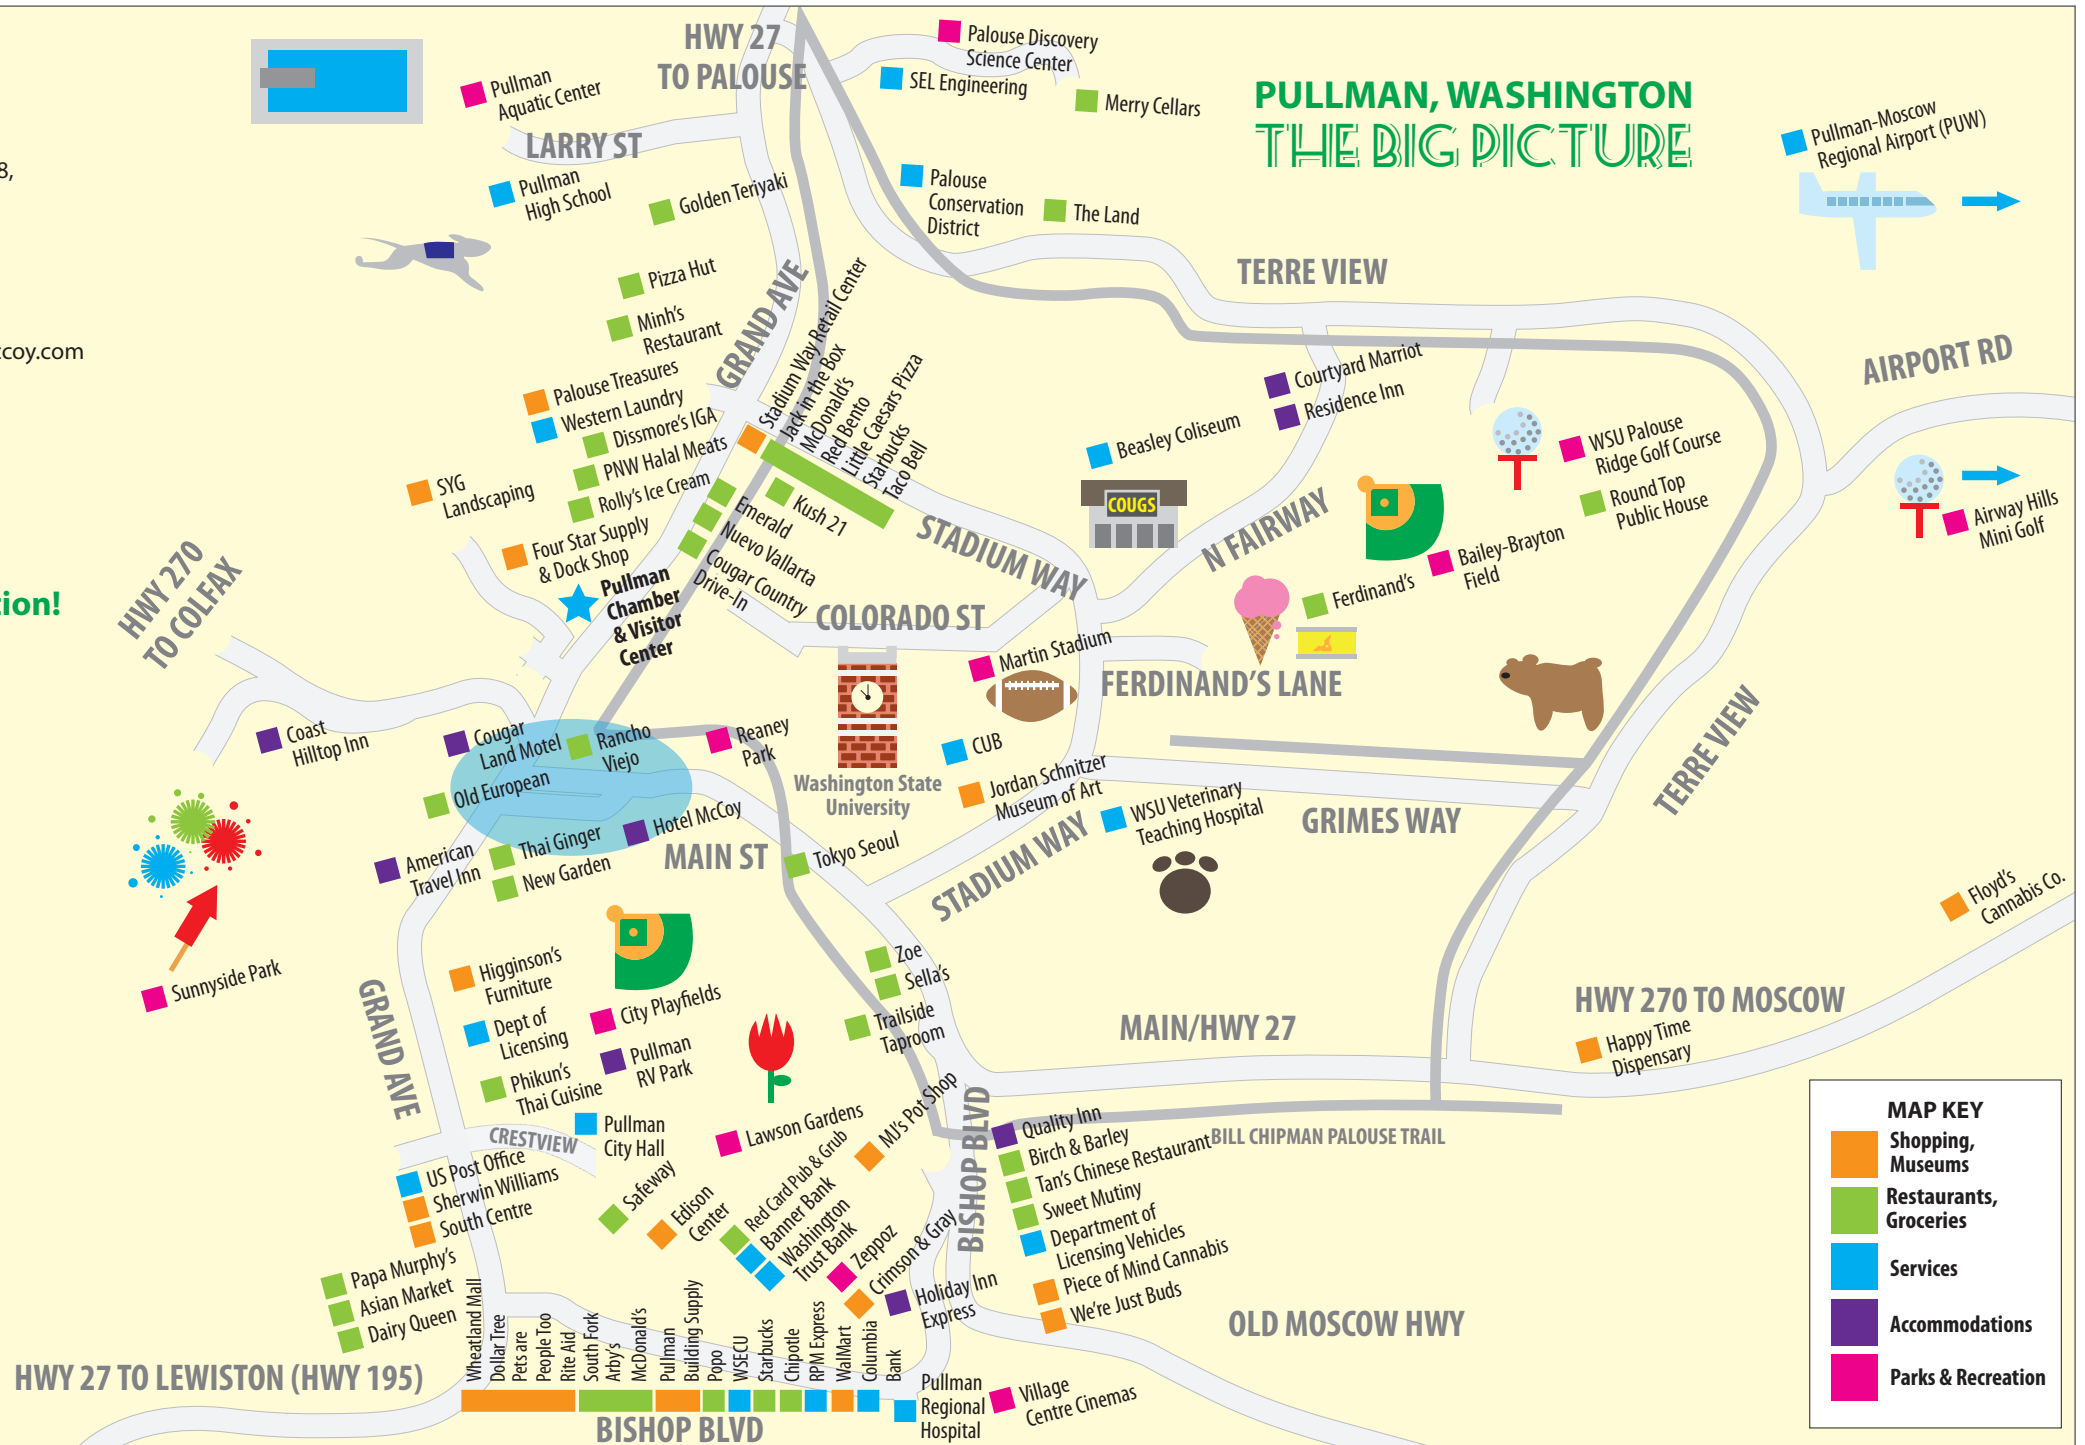 8,
tcoy.com
tion!
PULLMAN, WASHINGTON
THE BIG PICTURE
HWY 27
TO PALOUSE
Palouse Discovery
Science Center
SEL Engineering
Merry Cellars
Pullman
Aquatic Center
LARRY ST
Pullman
High School
Golden Teriyaki
Palouse
Conservation
District
The Land
Pullman-Moscow
Regional Airport (PUW)
TERRE VIEW
Pizza Hut
Minh's
Restaurant
GRAND AVE
Palouse Treasures
Western Laundry
Dissmore's IGA
PNW Halal Meats
Rolly's Ice Cream
Four Star Supply
& Dock Shop
SYG
Landscaping
Stadium Way Retail Center
Jack in the Box
McDonald's
Red Bento
Little Caesars Pizza
Starbucks
Taco Bell
Kush 21
Emerald
Nuevo Vallarta
Cougar Country
Drive-In
Pullman
Chamber
& Visitor
Center
STADIUM WAY
COLORADO ST
Beasley Coliseum
COUGS
Courtyard Marriot
Residence Inn
N FAIRWAY
WSU Palouse
Ridge Golf Course
Round Top
Public House
AIRPORT RD
Airway Hills
Mini Golf
Bailey-Brayton
Field
Ferdinand's
FERDINAND'S LANE
Martin Stadium
HWY 270
TO COLFAX
Coast
Hilltop Inn
Cougar
Land Motel
Rancho
Viejo
Reaney
Park
Old European
Thai Ginger
Hotel McCoy
New Garden
American
Travel Inn
MAIN ST
Tokyo Seoul
Washington State
University
CUB
Jordan Schnitzer
Museum of Art
WSU Veterinary
Teaching Hospital
STADIUM WAY
GRIMES WAY
TERRE VIEW
Floyd's
Cannabis Co.
Sunnyside Park
GRAND AVE
Higginson's
Furniture
Dept of
Licensing
Phikun's
Thai Cuisine
City Playfields
Pullman
RV Park
Zoe
Sella's
Trailside
Taproom
MAIN/HWY 27
HWY 270 TO MOSCOW
Happy Time
Dispensary
CRESTVIEW
Pullman
City Hall
Lawson Gardens
MJ's Pot Shop
BISHOP BLVD
BILL CHIPMAN PALOUSE TRAIL
Quality Inn
Birch & Barley
Tan's Chinese Restaurant
Sweet Mutiny
Department of
Licensing Vehicles
Piece of Mind Cannabis
We're Just Buds
US Post Office
Sherwin Williams
South Centre
Safeway
Edison
Center
Red Card Pub & Grub
Banner Bank
Washington
Trust Bank
Zeppoz
Crimson & Gray
Holiday Inn
Express
Papa Murphy's
Asian Market
Dairy Queen
OLD MOSCOW HWY
HWY 27 TO LEWISTON (HWY 195)
Wheatland Mall
Dollar Tree
Pets are
People Too
Rite Aid
South Fork
Arby's
McDonald's
Pullman
Building Supply
Popo
WSECU
Starbucks
Chipotle
RPM Express
WalMart
Columbia
Bank
BISHOP BLVD
Pullman
Regional
Hospital
Village
Centre Cinemas
MAP KEY
Shopping,
Museums
Restaurants,
Groceries
Services
Accommodations
Parks & Recreation